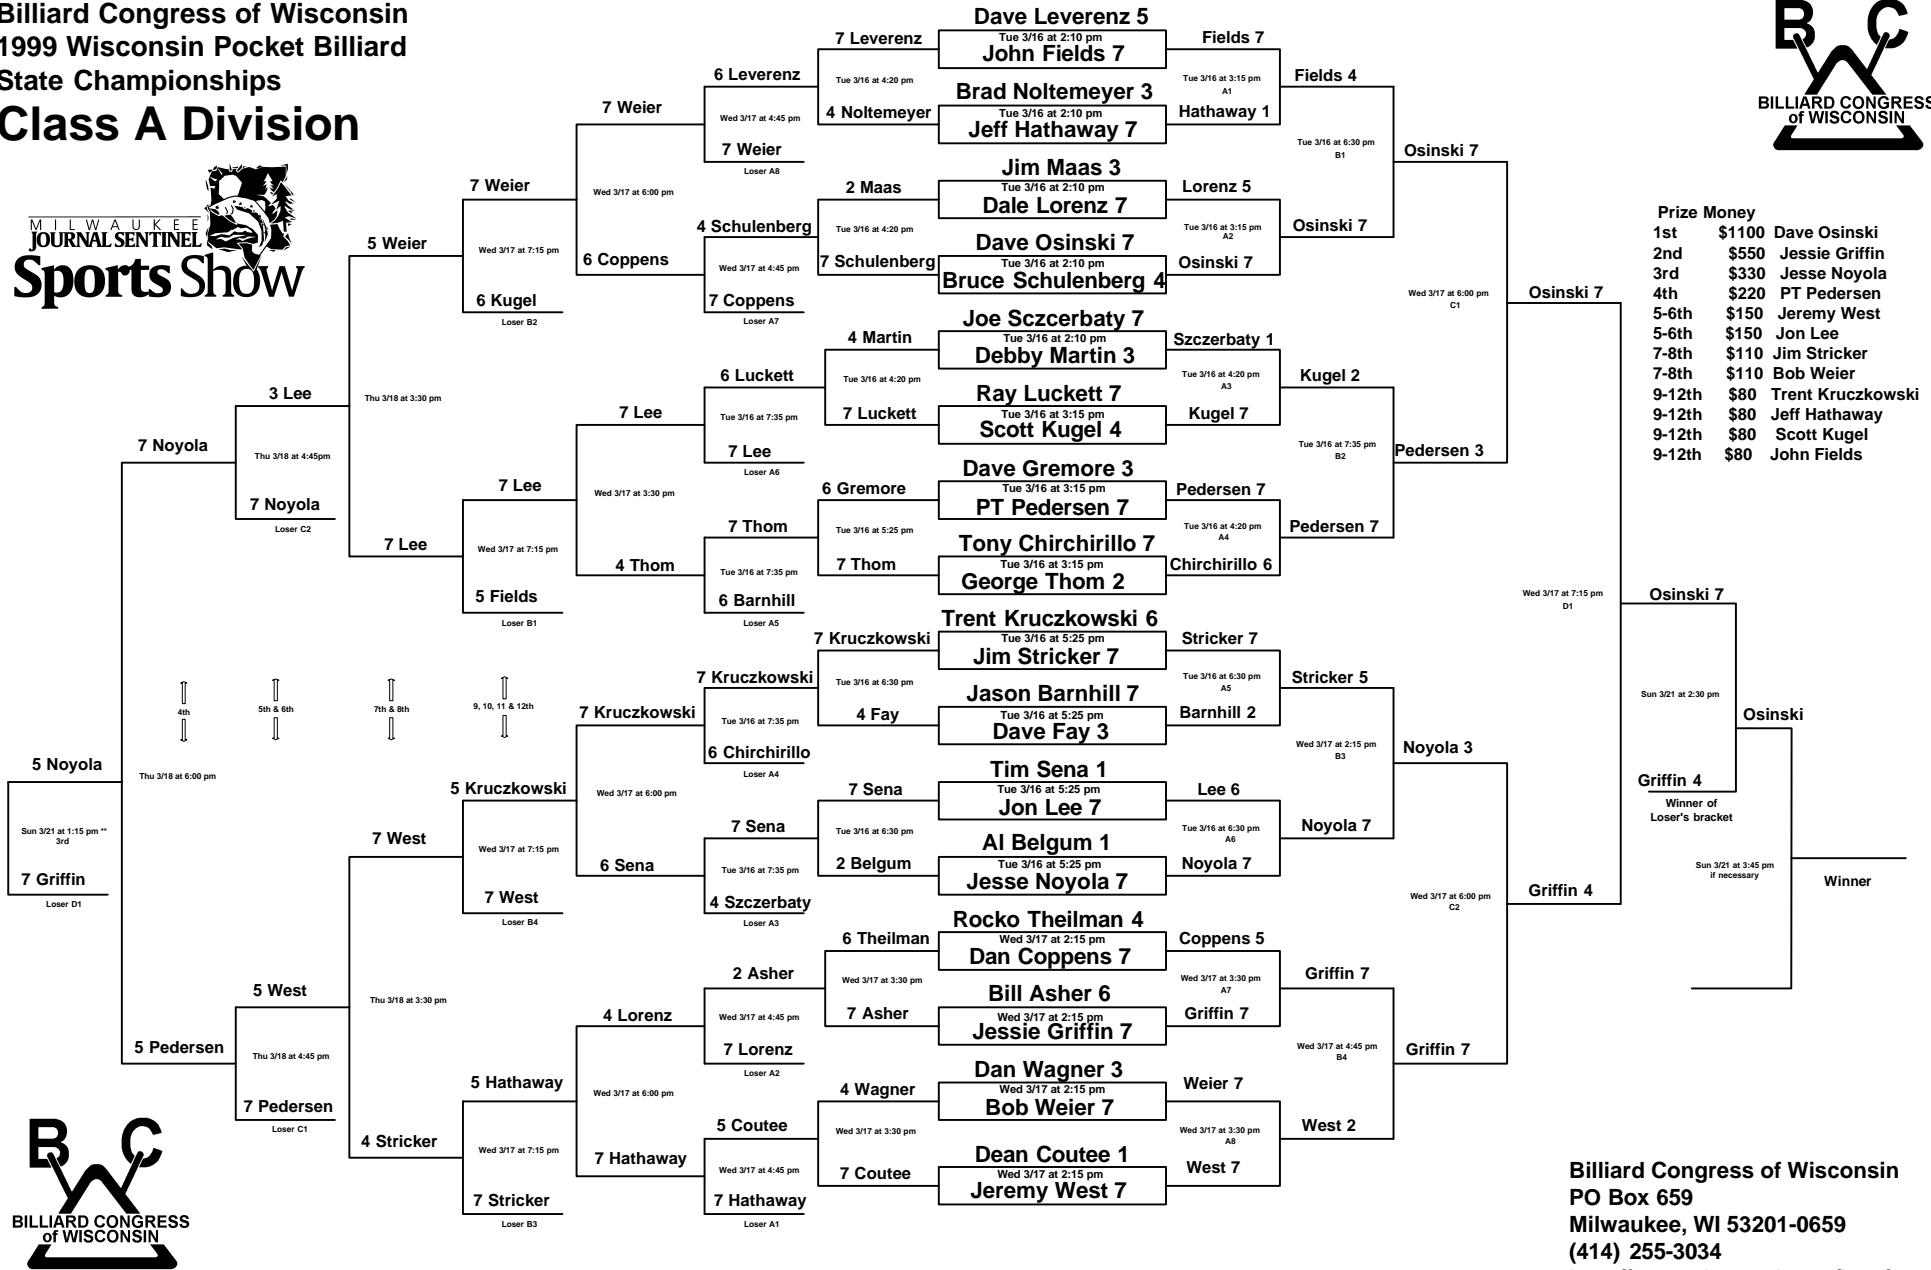 Billiard Congress of Wisconsin
1999 Wisconsin Pocket Billiard
State Championships
Class A Division
MILWAUKEE
JOURNAL SENTINEL
Sports Show
B C
BILLIARD CONGRESS
of WISCONSIN
Prize Money
1st $1100 Dave Osinski
2nd $550 Jessie Griffin
3rd $330 Jesse Noyola
4th $220 PT Pedersen
5-6th $150 Jeremy West
5-6th $150 Jon Lee
7-8th $110 Jim Stricker
7-8th $110 Bob Weier
9-12th $80 Trent Kruczkowski
9-12th $80 Jeff Hathaway
9-12th $80 Scott Kugel
9-12th $80 John Fields
Dave Leverenz 5
Tue 3/16 at 2:10 pm
John Fields 7
Brad Noltemeyer 3
Tue 3/16 at 2:10 pm
Jeff Hathaway 7
Jim Maas 3
Tue 3/16 at 2:10 pm
Dale Lorenz 7
Dave Osinski 7
Tue 3/16 at 2:10 pm
Bruce Schulenberg 4
Joe Sczcerbaty 7
Tue 3/16 at 2:10 pm
Debby Martin 3
Ray Luckett 7
Tue 3/16 at 3:15 pm
Scott Kugel 4
Dave Gremore 3
Tue 3/16 at 3:15 pm
PT Pedersen 7
Tony Chirchirillo 7
Tue 3/16 at 3:15 pm
George Thom 2
Trent Kruczkowski 6
Tue 3/16 at 5:25 pm
Jim Stricker 7
Jason Barnhill 7
Tue 3/16 at 5:25 pm
Dave Fay 3
Tim Sena 1
Tue 3/16 at 5:25 pm
Jon Lee 7
Al Belgum 1
Tue 3/16 at 5:25 pm
Jesse Noyola 7
Rocko Theilman 4
Wed 3/17 at 2:15 pm
Dan Coppens 7
Bill Asher 6
Wed 3/17 at 2:15 pm
Jessie Griffin 7
Dan Wagner 3
Wed 3/17 at 2:15 pm
Bob Weier 7
Dean Coutee 1
Wed 3/17 at 2:15 pm
Jeremy West 7
Fields 7
Tue 3/16 at 3:15 pm
A1
Hathaway 1
Lorenz 5
Tue 3/16 at 3:15 pm
A2
Osinski 7
Szczerbaty 1
Tue 3/16 at 4:20 pm
A3
Kugel 7
Pedersen 7
Tue 3/16 at 4:20 pm
A4
Chirchirillo 6
Stricker 7
Tue 3/16 at 6:30 pm
A5
Barnhill 2
Lee 6
Tue 3/16 at 6:30 pm
A6
Noyola 7
Coppens 5
Wed 3/17 at 3:30 pm
A7
Griffin 7
Weier 7
Wed 3/17 at 3:30 pm
A8
West 7
Fields 4
Tue 3/16 at 6:30 pm
B1
Osinski 7
Kugel 2
Tue 3/16 at 7:35 pm
B2
Pedersen 7
Stricker 5
Wed 3/17 at 2:15 pm
B3
Noyola 7
Griffin 7
Wed 3/17 at 4:45 pm
B4
West 2
Osinski 7
Wed 3/17 at 6:00 pm
C1
Pedersen 3
Noyola 3
Wed 3/17 at 6:00 pm
C2
Griffin 7
Osinski 7
Wed 3/17 at 7:15 pm
D1
Griffin 4
Osinski 7
Sun 3/21 at 2:30 pm
Griffin 4
Winner of
Loser's bracket
Osinski
Sun 3/21 at 3:45 pm
if necessary
Winner
7 Leverenz
Tue 3/16 at 4:20 pm
4 Noltemeyer
2 Maas
Tue 3/16 at 4:20 pm
7 Schulenberg
4 Martin
Tue 3/16 at 4:20 pm
7 Luckett
6 Gremore
Tue 3/16 at 5:25 pm
7 Thom
7 Kruczkowski
Tue 3/16 at 6:30 pm
4 Fay
7 Sena
Tue 3/16 at 6:30 pm
2 Belgum
6 Theilman
Wed 3/17 at 3:30 pm
7 Asher
4 Wagner
Wed 3/17 at 3:30 pm
7 Coutee
6 Leverenz
Wed 3/17 at 4:45 pm
7 Weier
Loser A8
4 Schulenberg
Wed 3/17 at 4:45 pm
7 Coppens
Loser A7
6 Luckett
Tue 3/16 at 7:35 pm
7 Lee
Loser A6
7 Thom
Tue 3/16 at 7:35 pm
6 Barnhill
Loser A5
7 Kruczkowski
Tue 3/16 at 7:35 pm
6 Chirchirillo
Loser A4
7 Sena
Tue 3/16 at 7:35 pm
4 Szczerbaty
Loser A3
2 Asher
Wed 3/17 at 4:45 pm
7 Lorenz
Loser A2
5 Coutee
Wed 3/17 at 4:45 pm
7 Hathaway
Loser A1
7 Weier
Wed 3/17 at 6:00 pm
6 Coppens
7 Lee
Wed 3/17 at 3:30 pm
4 Thom
7 Kruczkowski
Wed 3/17 at 6:00 pm
6 Sena
4 Lorenz
Wed 3/17 at 6:00 pm
7 Hathaway
7 Weier
Wed 3/17 at 7:15 pm
6 Kugel
Loser B2
7 Lee
Wed 3/17 at 7:15 pm
5 Fields
Loser B1
5 Kruczkowski
Wed 3/17 at 7:15 pm
7 West
Loser B4
5 Hathaway
Wed 3/17 at 7:15 pm
7 Stricker
Loser B3
5 Weier
Thu 3/18 at 3:30 pm
7 Lee
7 West
Thu 3/18 at 3:30 pm
4 Stricker
3 Lee
Thu 3/18 at 4:45pm
7 Noyola
Loser C2
5 West
Thu 3/18 at 4:45 pm
7 Pedersen
Loser C1
7 Noyola
Thu 3/18 at 6:00 pm
5 Pedersen
5 Noyola
Sun 3/21 at 1:15 pm **
3rd
7 Griffin
Loser D1
4th
5th & 6th
7th & 8th
9, 10, 11 & 12th
B C
BILLIARD CONGRESS
of WISCONSIN
Billiard Congress of Wisconsin
PO Box 659
Milwaukee, WI 53201-0659
(414) 255-3034